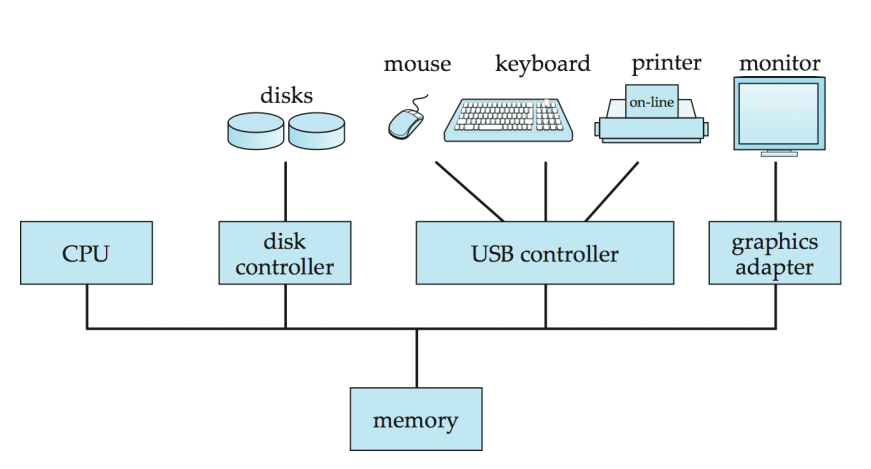 mouse
keyboard
printer
monitor
disks
on-line
CPU
disk
controller
USB controller
graphics
adapter
memory